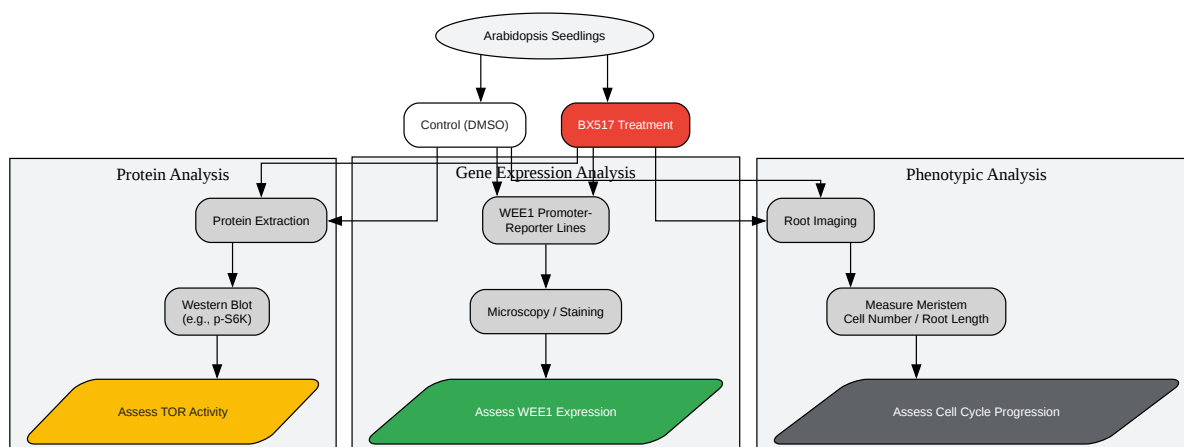 Arabidopsis Seedlings
Control (DMSO)
BX517 Treatment
Protein Analysis
Gene Expression Analysis
Phenotypic Analysis
Protein Extraction
WEE1 Promoter-
Reporter Lines
Root Imaging
Western Blot
(e.g., p-S6K)
Microscopy / Staining
Measure Meristem
Cell Number / Root Length
Assess TOR Activity
Assess WEE1 Expression
Assess Cell Cycle Progression